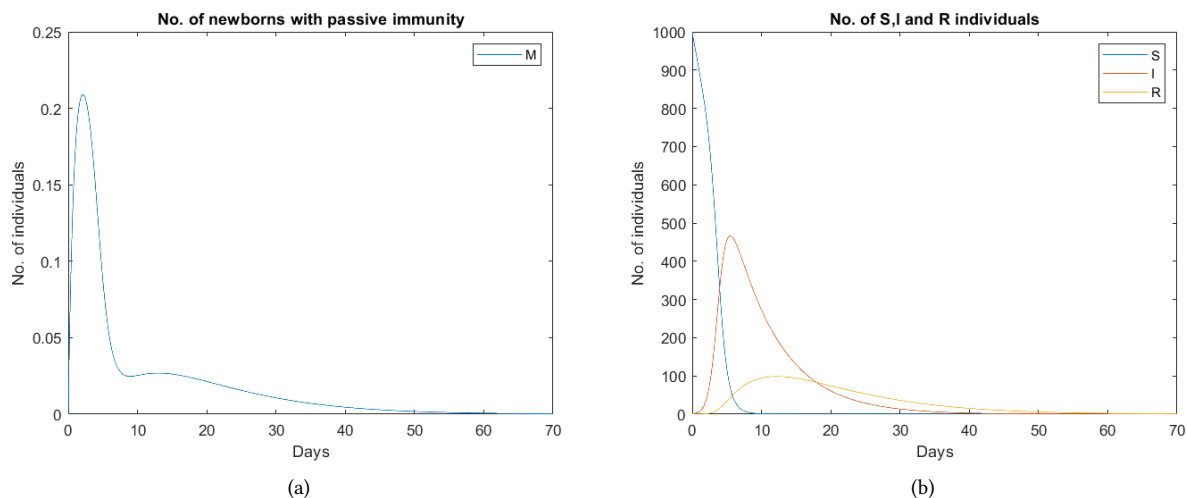 No. of newborns with passive immunity
0.25
0.2
0.15
0.1
0.05
0
No. of individuals
M
0 10 20 30 40 50 60 70
Days
(a)
No. of S,I and R individuals
1000
900
800
700
600
500
400
300
200
100
0
No. of individuals
S
I
R
0 10 20 30 40 50 60 70
Days
(b)